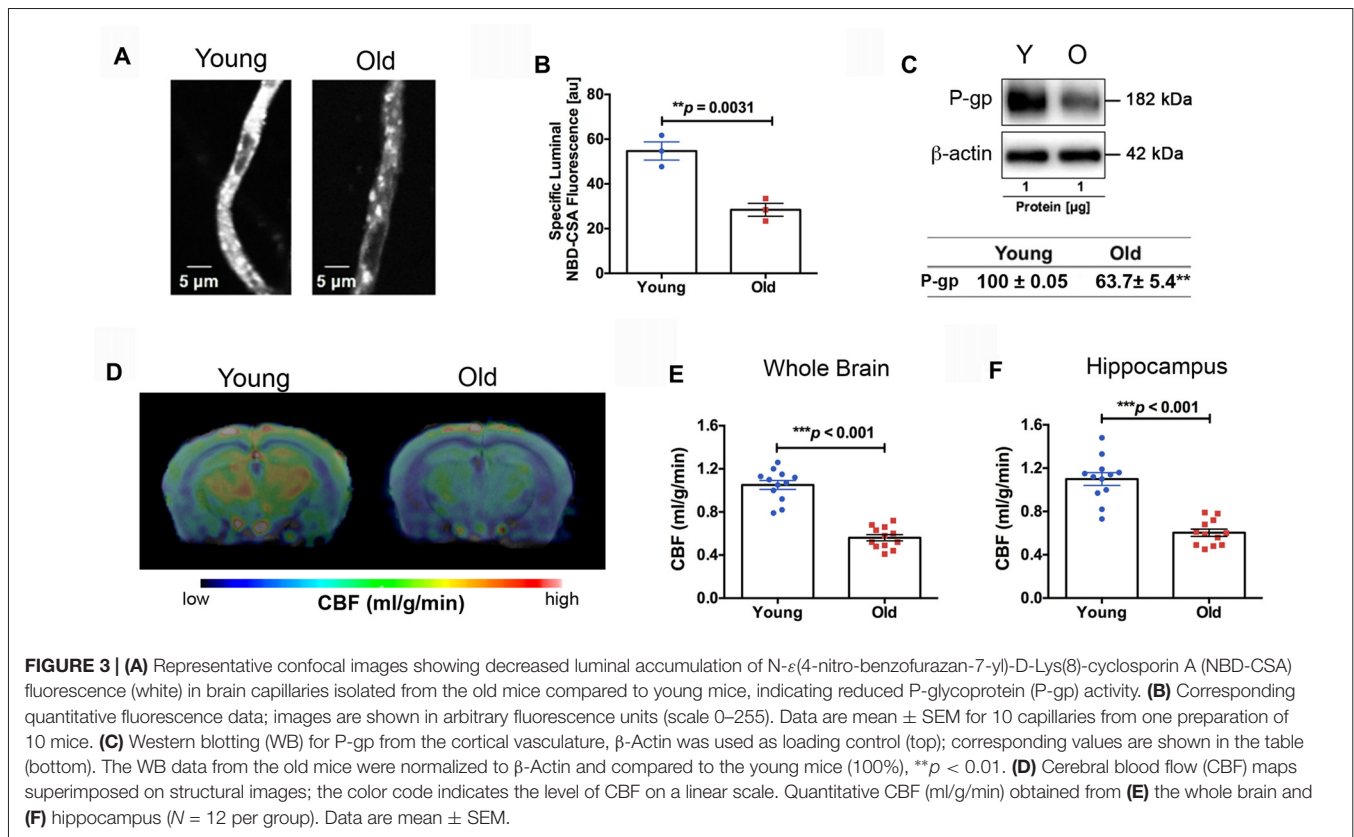 A
Young
Old
5 µm
5 µm
B
Specific Luminal
NBD-CSA Fluorescence [au]
80
60
40
20
0
**p = 0.0031
Young
Old
C
Y
O
P-gp
182 kDa
β-actin
42 kDa
1
1
Protein [µg]
Young
Old
P-gp 100 ± 0.05 63.7± 5.4**
D
Young
Old
low
CBF (ml/g/min)
high
E
Whole Brain
CBF (ml/g/min)
1.6
1.2
0.8
0.4
0.0
***p < 0.001
Young
Old
F
Hippocampus
CBF (ml/g/min)
1.6
1.2
0.8
0.4
0.0
***p < 0.001
Young
Old
FIGURE 3 | (A) Representative confocal images showing decreased luminal accumulation of N-ε(4-nitro-benzofurazan-7-yl)-D-Lys(8)-cyclosporin A (NBD-CSA)
fluorescence (white) in brain capillaries isolated from the old mice compared to young mice, indicating reduced P-glycoprotein (P-gp) activity. (B) Corresponding
quantitative fluorescence data; images are shown in arbitrary fluorescence units (scale 0–255). Data are mean ± SEM for 10 capillaries from one preparation of
10 mice. (C) Western blotting (WB) for P-gp from the cortical vasculature, β-Actin was used as loading control (top); corresponding values are shown in the table
(bottom). The WB data from the old mice were normalized to β-Actin and compared to the young mice (100%), **p < 0.01. (D) Cerebral blood flow (CBF) maps
superimposed on structural images; the color code indicates the level of CBF on a linear scale. Quantitative CBF (ml/g/min) obtained from (E) the whole brain and
(F) hippocampus (N = 12 per group). Data are mean ± SEM.